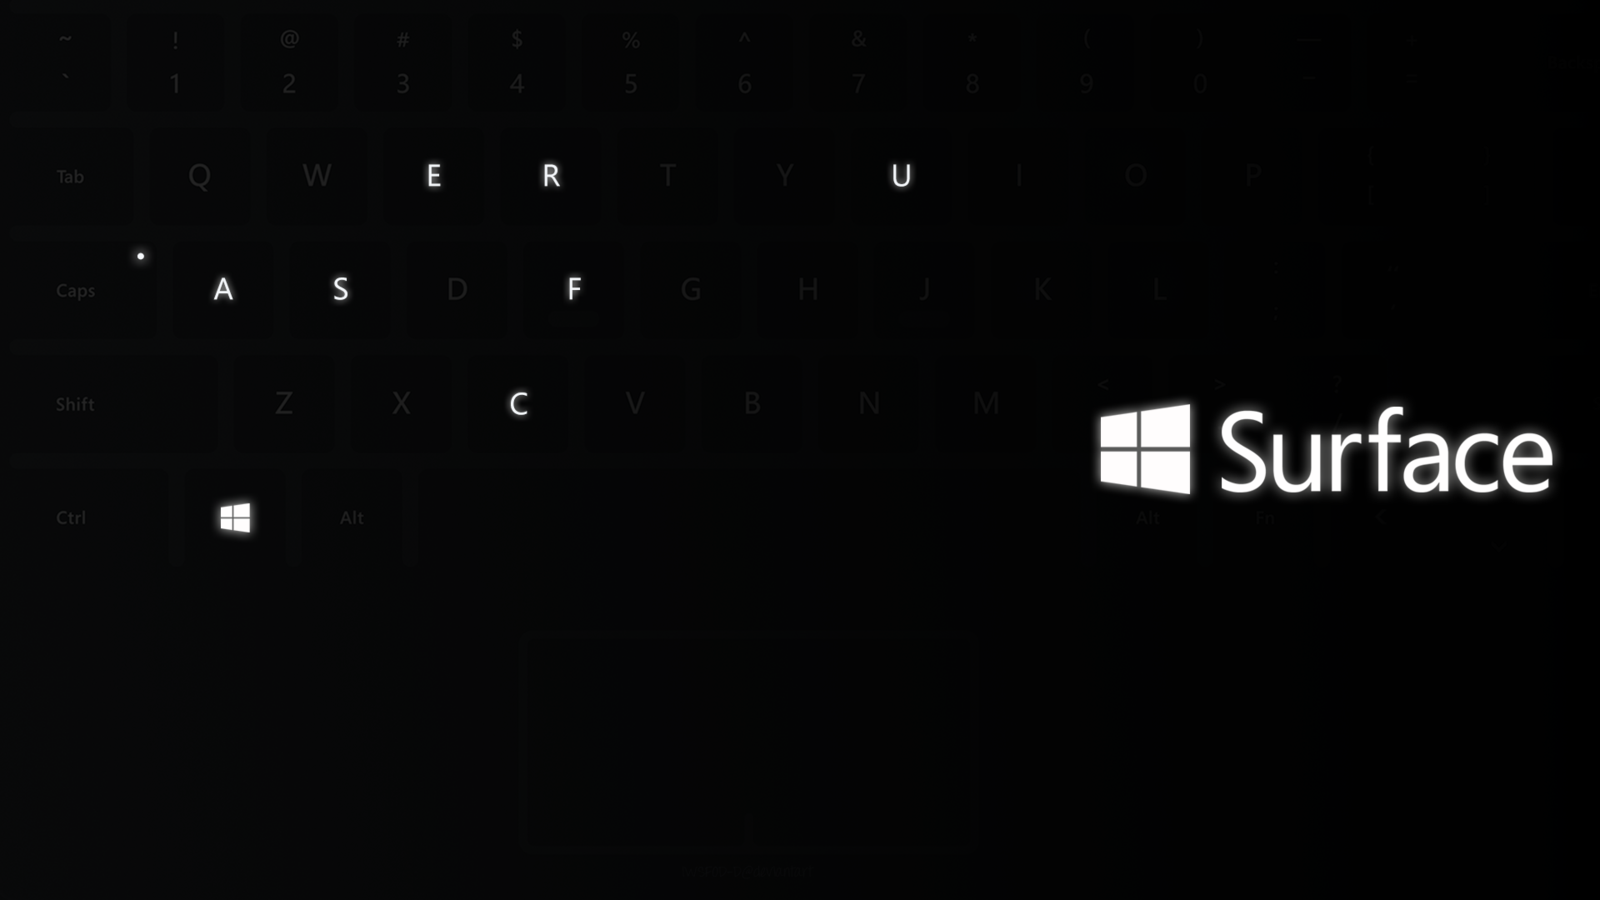 ~ ! @ # $ % ^ & * ( )
` 1 2 3 4 5 6 7 8 9 0
Tab Q W E R T Y U I O P
Caps A S D F G H J K L
Shift Z X C V B N M < > ?
Surface
Ctrl Alt Alt Fn